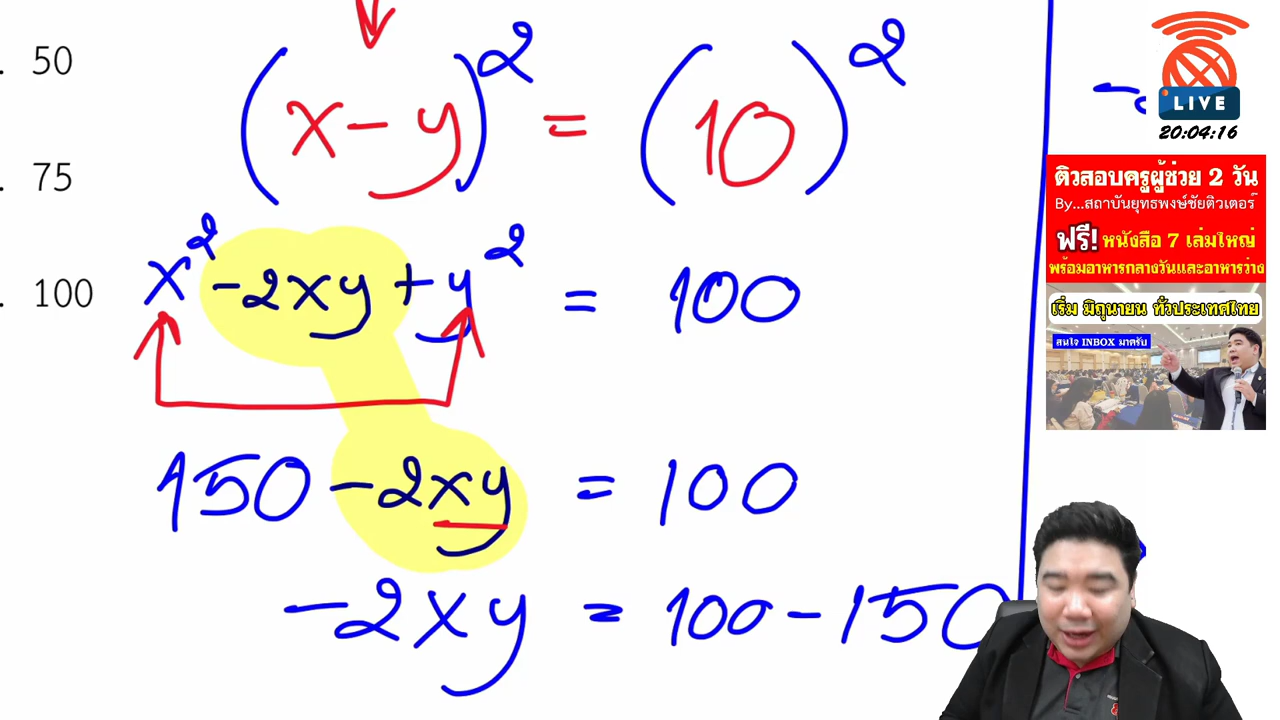 . 50
(x-y)² = (10)²
. 75
. 100
x² -2xy + y² = 100
150 - 2xy = 100
-2xy = 100 - 150
LIVE
20:04:16
ติวสอบครูผู้ช่วย 2 วัน
By...สถาบันยุทธพงษ์ชัยติวเตอร์
ฟรี! หนังสือ 7 เล่มใหญ่
พร้อมอาหารกลางวันและอาหารว่าง
เริ่ม มิถุนายน ทั่วประเทศไทย
สนใจ INBOX มาครับ